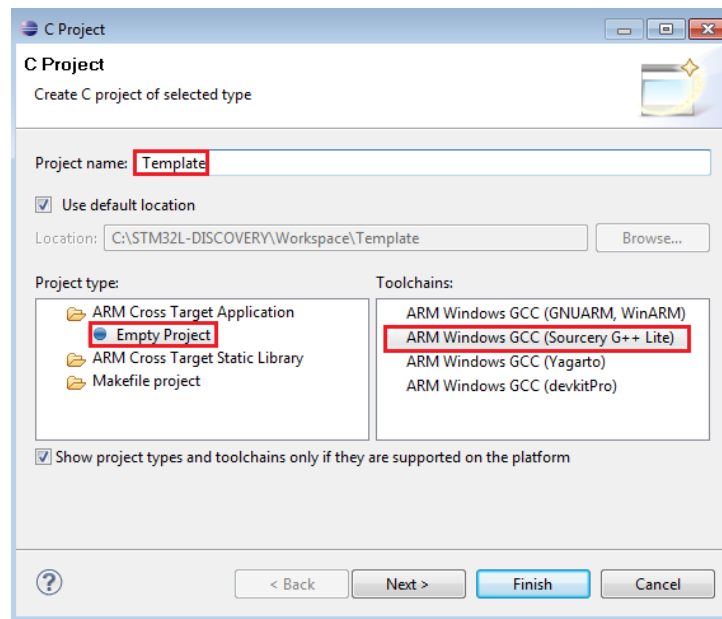 C Project
C Project
Create C project of selected type
Project name: Template
Use default location
Location: C:\STM32L-DISCOVERY\Workspace\Template Browse...
Project type:
ARM Cross Target Application
Empty Project
ARM Cross Target Static Library
Makefile project
Toolchains:
ARM Windows GCC (GNUARM, WinARM)
ARM Windows GCC (Sourcery G++ Lite)
ARM Windows GCC (Yagarto)
ARM Windows GCC (devkitPro)
Show project types and toolchains only if they are supported on the platform
? < Back Next > Finish Cancel